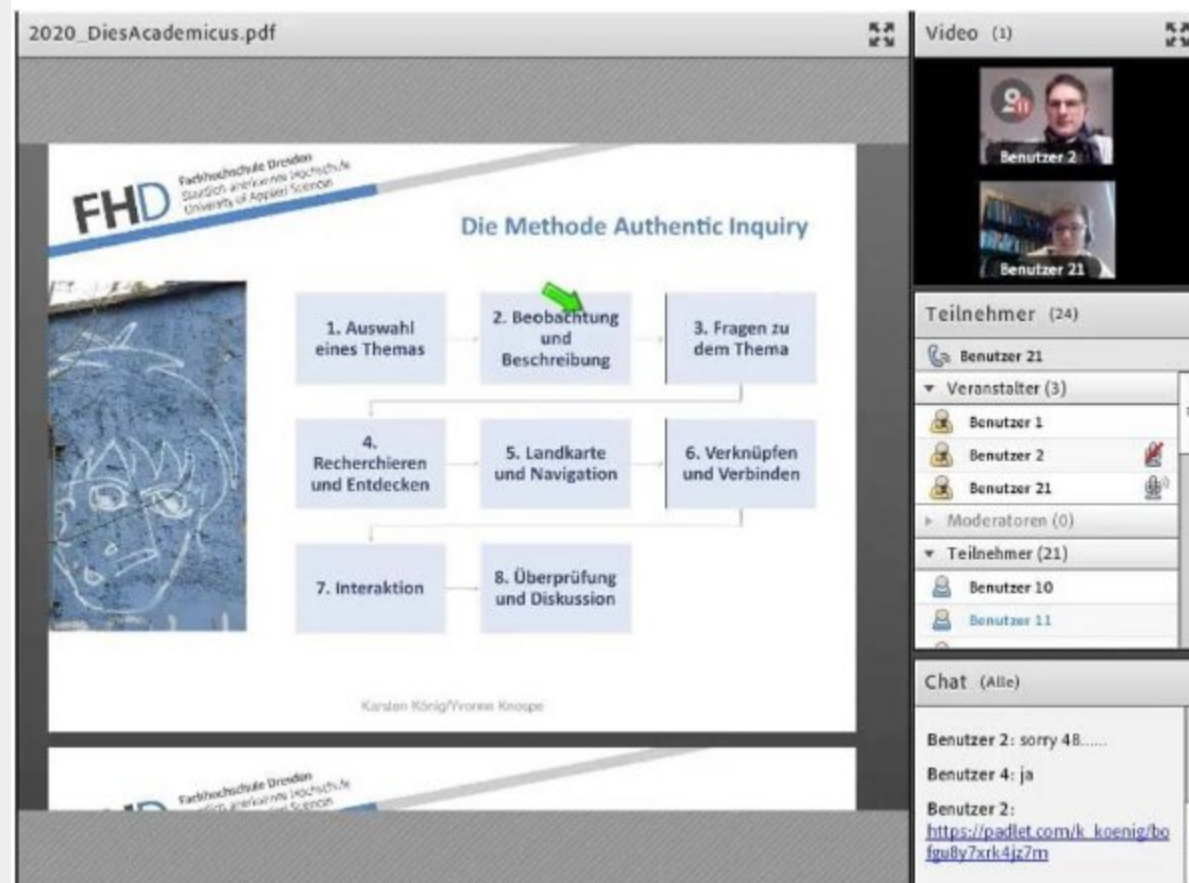 2020_DiesAcademicus.pdf
FHD
Fachhochschule Dresden
Staatlich anerkannte Hochschule
University of Applied Sciences
Die Methode Authentic Inquiry
1. Auswahl
eines Themas
2. Beobachtung
und
Beschreibung
3. Fragen zu
dem Thema
4.
Recherchieren
und Entdecken
5. Landkarte
und Navigation
6. Verknüpfen
und Verbinden
7. Interaktion
8. Überprüfung
und Diskussion
Karsten König/Yvonne Knospe
Fachhochschule Dresden
Video (1)
Benutzer 2
Benutzer 21
Teilnehmer (24)
Benutzer 21
Veranstalter (3)
Benutzer 1
Benutzer 2
Benutzer 21
Moderatoren (0)
Teilnehmer (21)
Benutzer 10
Benutzer 11
Chat (Alle)
Benutzer 2: sorry 48......
Benutzer 4: ja
Benutzer 2:
https://padlet.com/k_koenig/bo
fgu8y7xrk4jz7m